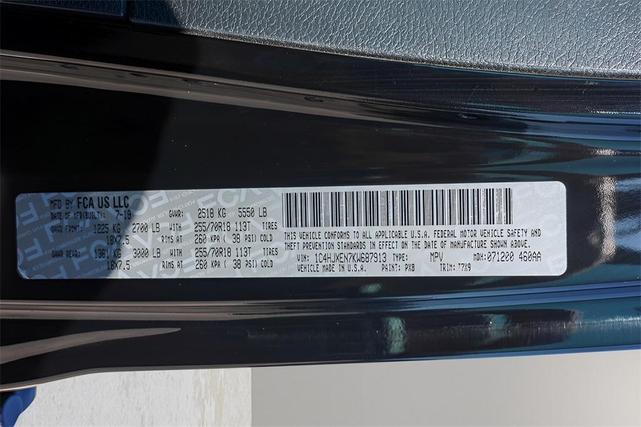 MFD BY FCA US LLC
DATE OF MFR(BUILT): 7-19 GVWR: 2518 KG 5550 LB
GAWR FRONT: 1225 KG 2700 LB WITH 255/70R18 113T TIRES
18X7.5 RIMS AT 260 KPA ( 38 PSI) COLD
GAWR REAR: 1361 KG 3000 LB WITH 255/70R18 113T TIRES
18X7.5 RIMS AT 260 KPA ( 38 PSI) COLD
THIS VEHICLE CONFORMS TO ALL APPLICABLE U.S.A. FEDERAL MOTOR VEHICLE SAFETY AND
THEFT PREVENTION STANDARDS IN EFFECT ON THE DATE OF MANUFACTURE SHOWN ABOVE.
VIN: 1C4HJXEN7KW687913 TYPE: MPV MDH: 071200 460AA
VEHICLE MADE IN U.S.A. PAINT: PX8 TRIM: *7X9